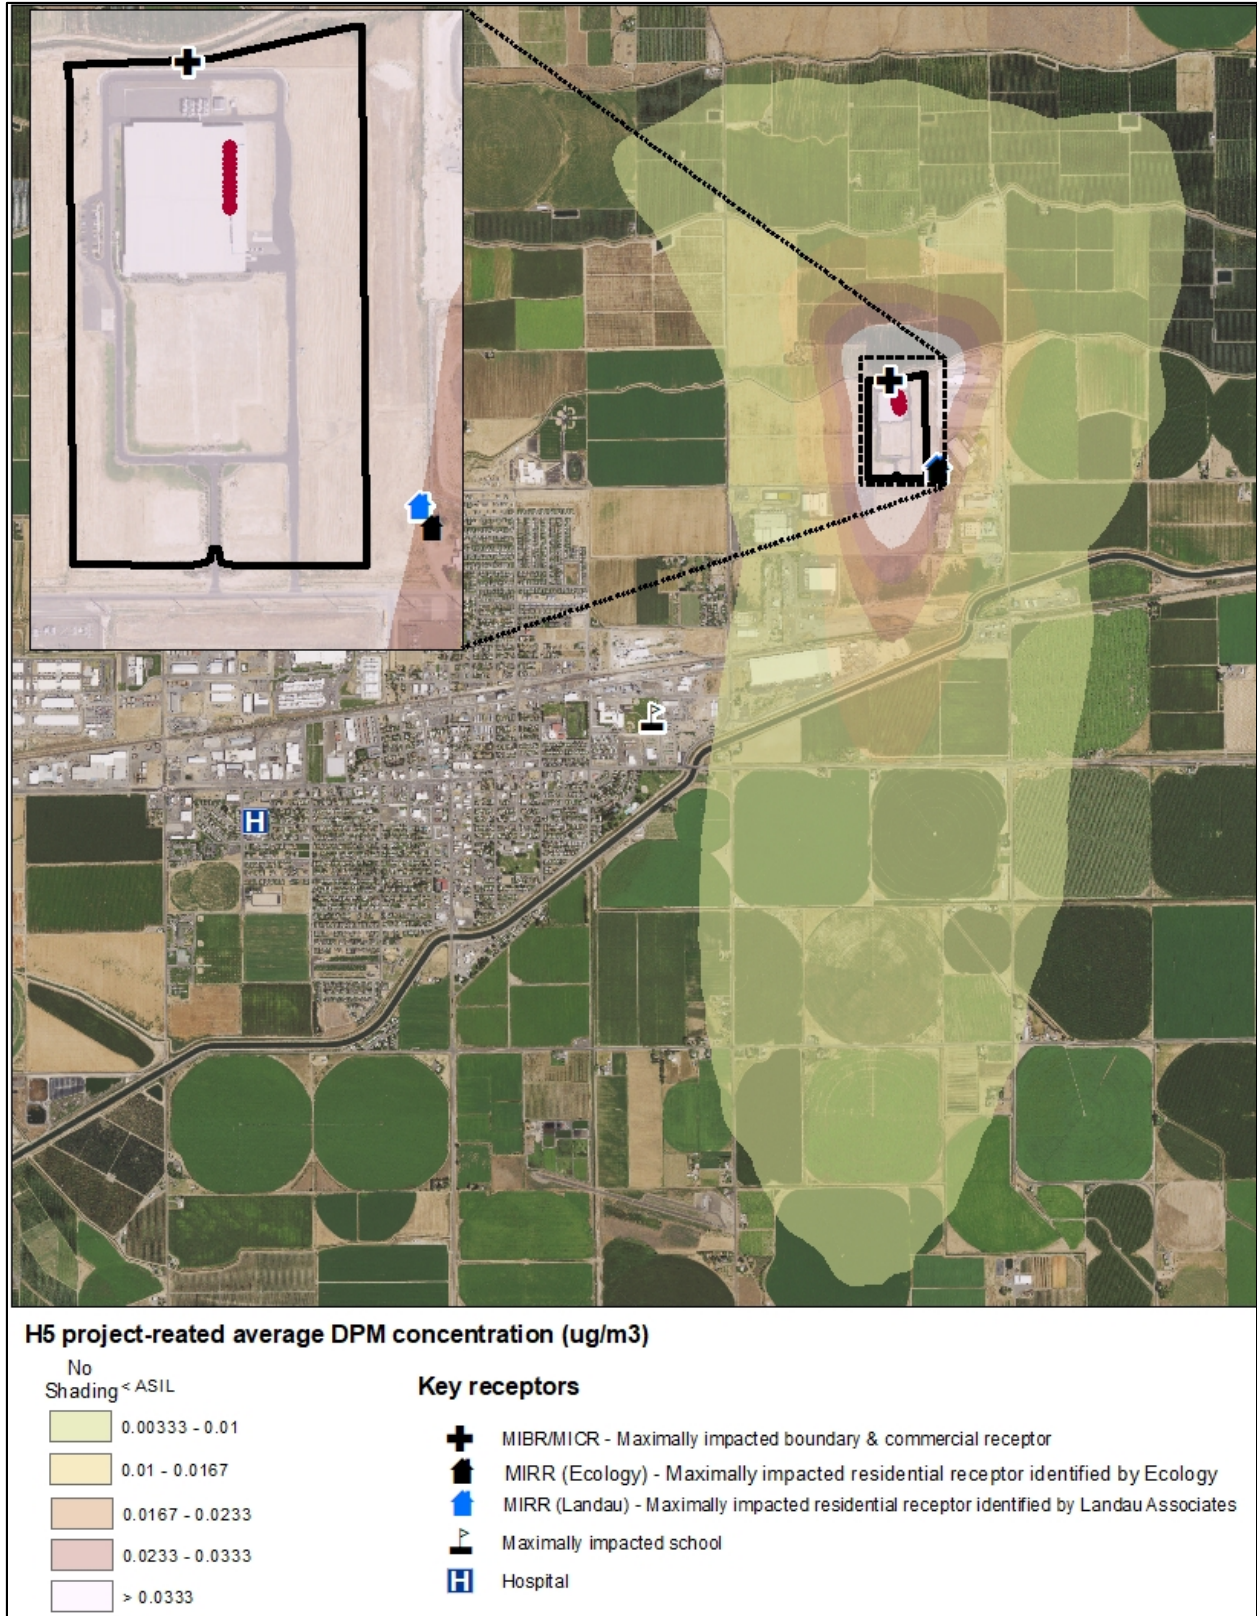 H
H5 project-reated average DPM concentration (ug/m3)
No
Shading < ASIL
0.00333 - 0.01
0.01 - 0.0167
0.0167 - 0.0233
0.0233 - 0.0333
> 0.0333
Key receptors
MIBR/MICR - Maximally impacted boundary & commercial receptor
MIRR (Ecology) - Maximally impacted residential receptor identified by Ecology
MIRR (Landau) - Maximally impacted residential receptor identified by Landau Associates
Maximally impacted school
H Hospital